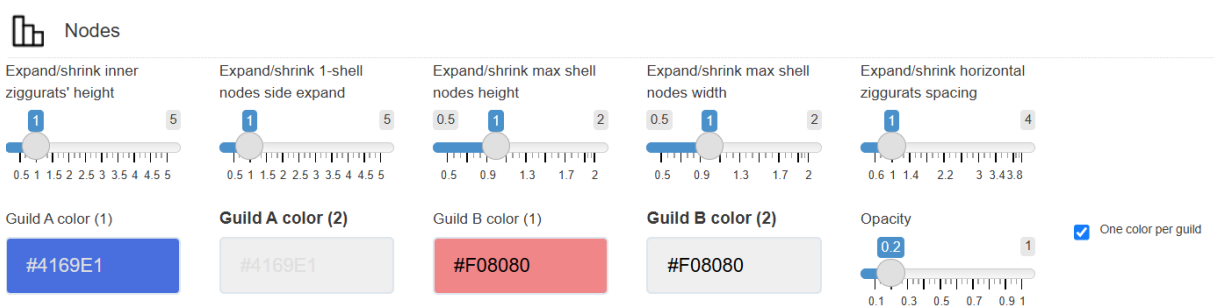 Nodes
Expand/shrink inner ziggurats' height
1 5
0.5 1 1.5 2 2.5 3 3.5 4 4.5 5
Expand/shrink 1-shell nodes side expand
1 5
0.5 1 1.5 2 2.5 3 3.5 4 4.5 5
Expand/shrink max shell nodes height
0.5 1 2
0.5 0.9 1.3 1.7 2
Expand/shrink max shell nodes width
0.5 1 2
0.5 0.9 1.3 1.7 2
Expand/shrink horizontal ziggurats spacing
1 4
0.6 1 1.4 2.2 3 3.4 3.8
Guild A color (1)
#4169E1
Guild A color (2)
#4169E1
Guild B color (1)
#F08080
Guild B color (2)
#F08080
Opacity
0.2 1
0.1 0.3 0.5 0.7 0.9 1
One color per guild